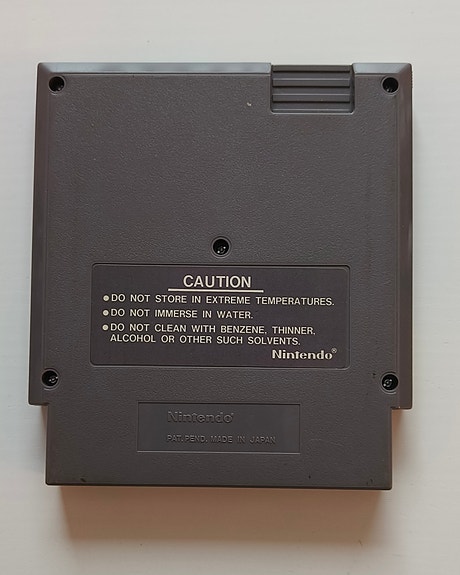 CAUTION
● DO NOT STORE IN EXTREME TEMPERATURES.
● DO NOT IMMERSE IN WATER.
● DO NOT CLEAN WITH BENZENE, THINNER,
ALCOHOL OR OTHER SUCH SOLVENTS.
Nintendo®
Nintendo®
PAT. PEND. MADE IN JAPAN